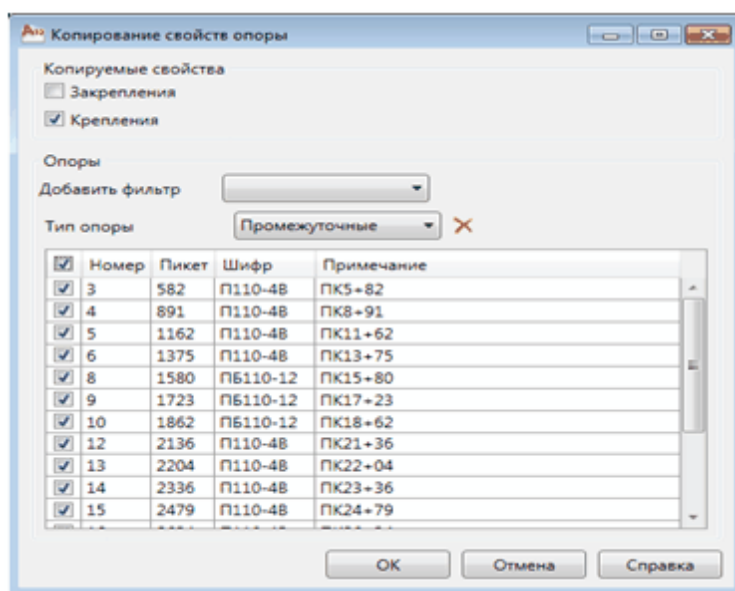 Копирование свойств опоры
Копируемые свойства
Закрепления
Крепления
Опоры
Добавить фильтр
Тип опоры Промежуточные
Номер Пикет Шифр Примечание
3 582 П110-4В ПК5+82
4 891 П110-4В ПК8+91
5 1162 П110-4В ПК11+62
6 1375 П110-4В ПК13+75
8 1580 ПБ110-12 ПК15+80
9 1723 ПБ110-12 ПК17+23
10 1862 ПБ110-12 ПК18+62
12 2136 П110-4В ПК21+36
13 2204 П110-4В ПК22+04
14 2336 П110-4В ПК23+36
15 2479 П110-4В ПК24+79
ОК Отмена Справка